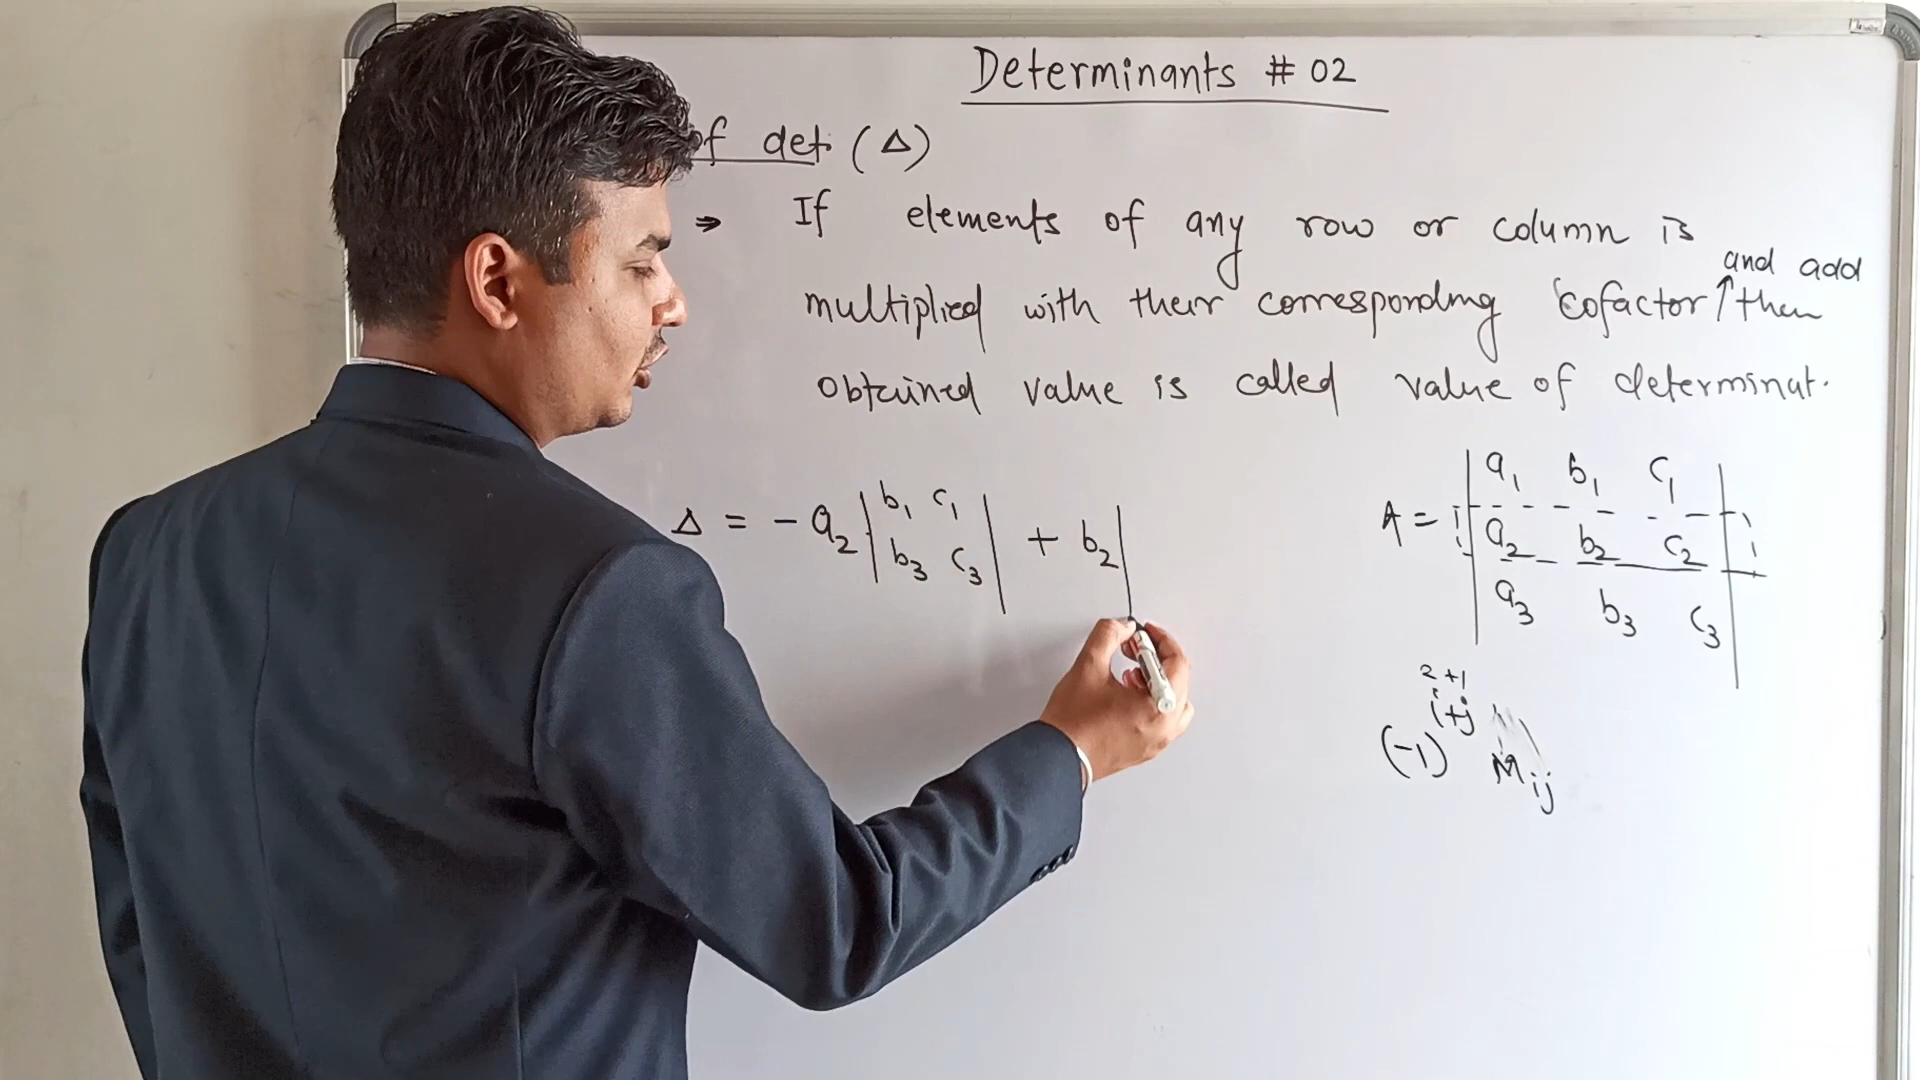 Determinants # 02
of det. (Δ)
⇒ If elements of any row or column is
and add
multiplied with their corresponding cofactor ↑ then
obtained value is called value of determinat.
Δ = - a₂ | b₁ c₁ | + b₂ |
b₃ c₃
A = | a₁ b₁ c₁ |
a₂ b₂ c₂
a₃ b₃ c₃
2+1
i+j
(-1) Mij